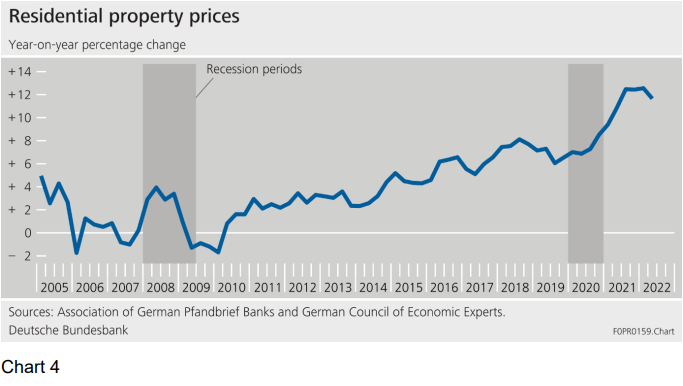 Residential property prices
Year-on-year percentage change
+ 14
+ 12
+ 10
+ 8
+ 6
+ 4
+ 2
0
− 2
Recession periods
2005 2006 2007 2008 2009 2010 2011 2012 2013 2014 2015 2016 2017 2018 2019 2020 2021 2022
Sources: Association of German Pfandbrief Banks and German Council of Economic Experts.
Deutsche Bundesbank
F0PR0159.Chart
Chart 4